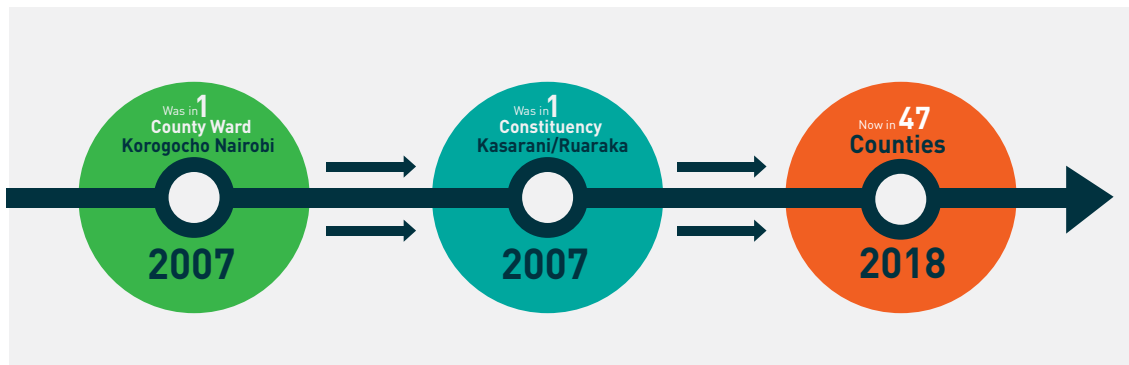 Was in 1
County Ward
Korogocho Nairobi
2007
Was in 1
Constituency
Kasarani/Ruaraka
2007
Now in 47
Counties
2018